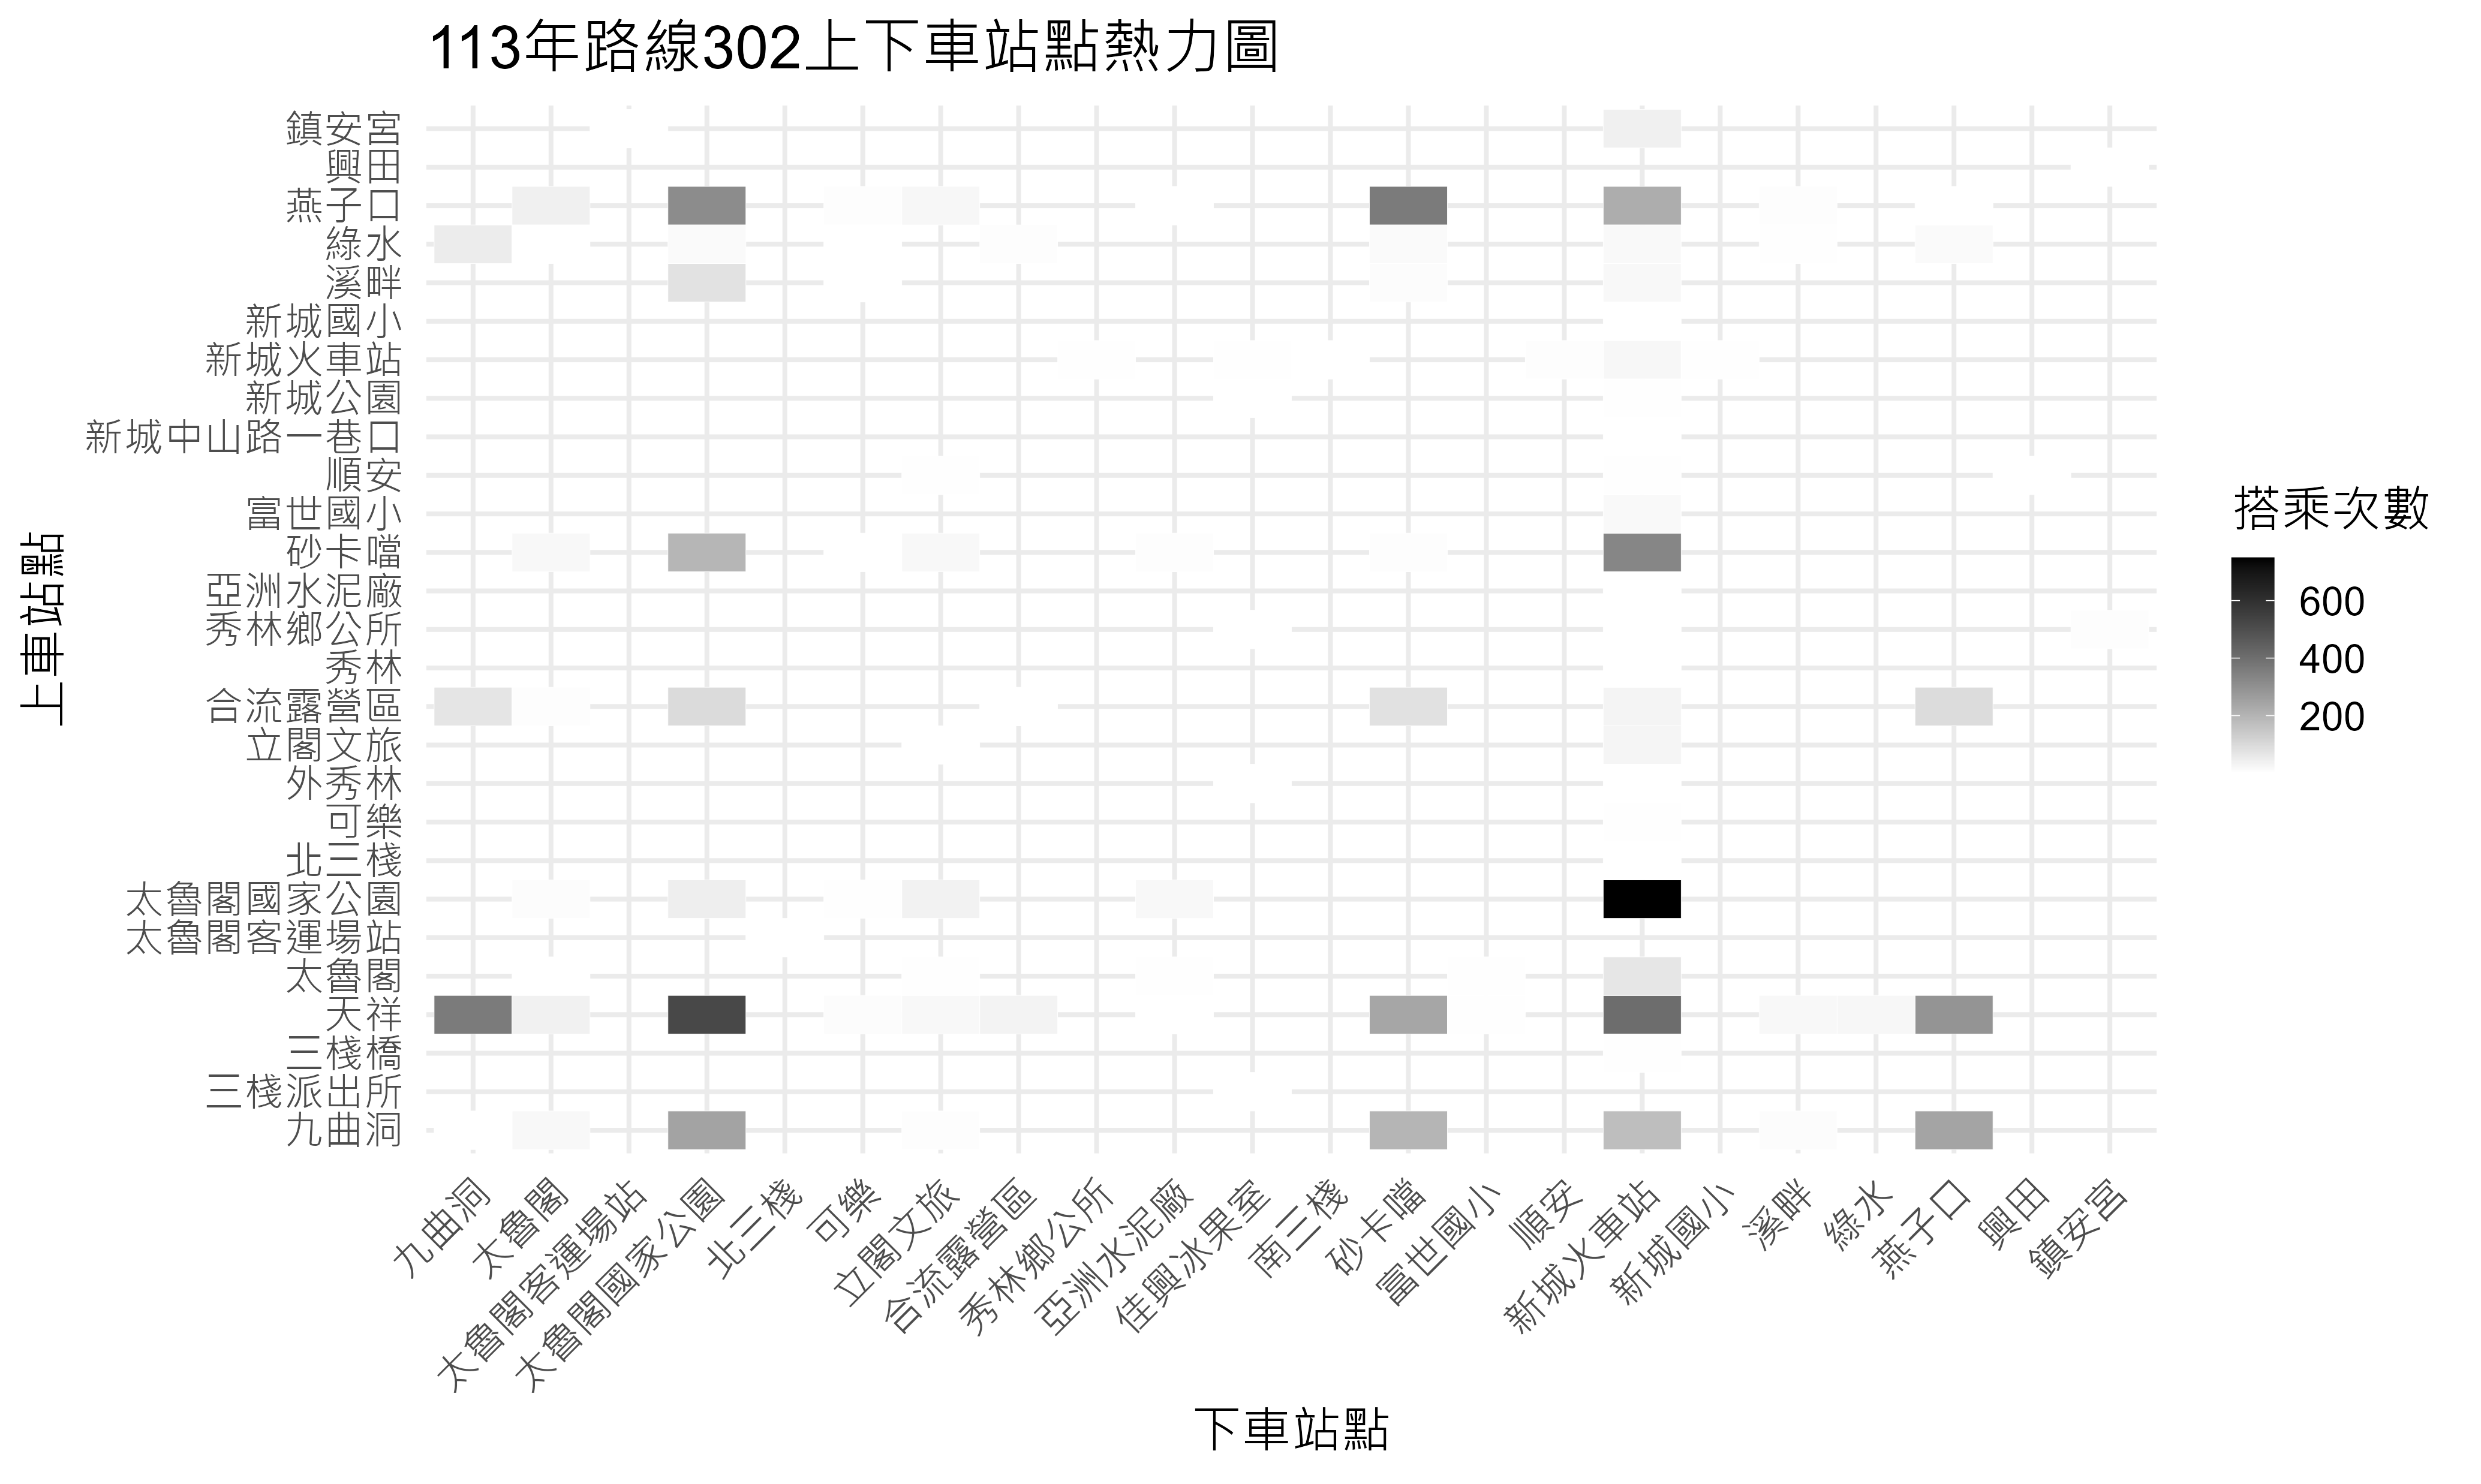 113年路線302上下車站點熱力圖
上車站點
鎮安宮
興田
燕子口
綠水
溪畔
新城國小
新城火車站
新城公園
新城中山路一巷口
順安
富世國小
砂卡噹
亞洲水泥廠
秀林鄉公所
秀林
合流露營區
立閣文旅
外秀林
可樂
北三棧
太魯閣國家公園
太魯閣客運場站
太魯閣
天祥
三棧橋
三棧派出所
九曲洞
九曲洞
太魯閣
太魯閣客運場站
太魯閣國家公園
北三棧
可樂
立閣文旅
合流露營區
秀林鄉公所
亞洲水泥廠
佳興冰果室
南三棧
砂卡噹
富世國小
順安
新城火車站
新城國小
溪畔
綠水
燕子口
興田
鎮安宮
下車站點
搭乘次數
600
400
200